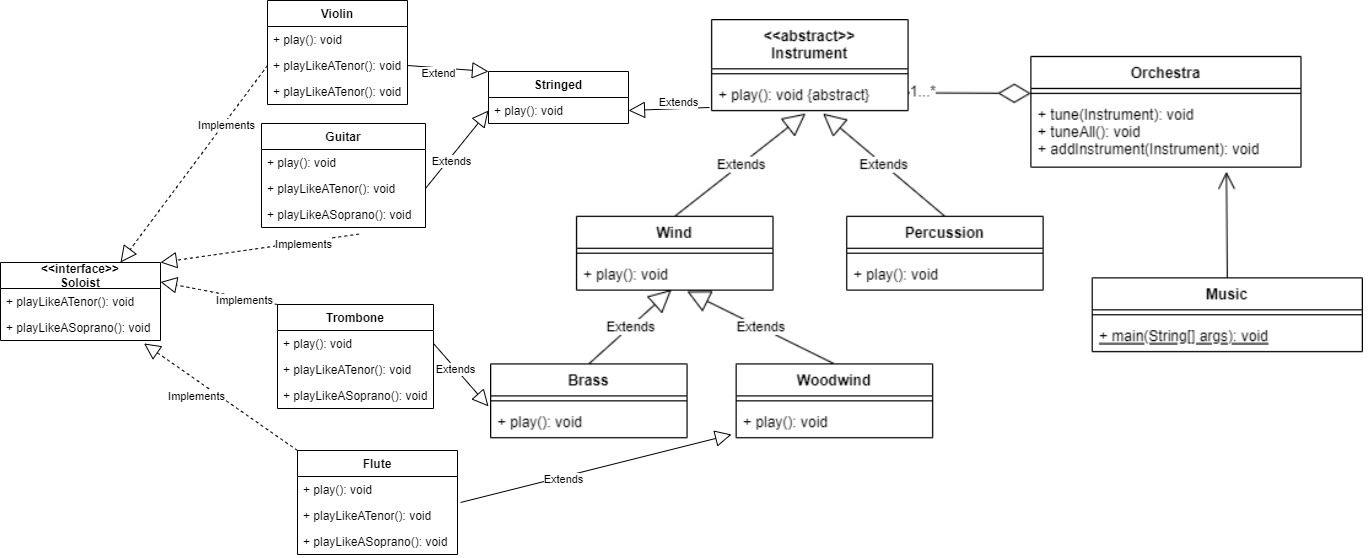 Violin
+ play(): void
+ playLikeATenor(): void
+ playLikeATenor(): void
Extend
Implements
Guitar
+ play(): void
+ playLikeATenor(): void
+ playLikeASoprano(): void
Extends
Implements
Stringed
+ play(): void
Extends
<<abstract>>
Instrument
+ play(): void {abstract}
1...*
Orchestra
+ tune(Instrument): void
+ tuneAll(): void
+ addInstrument(Instrument): void
Extends
Extends
Wind
+ play(): void
Percussion
+ play(): void
Music
+ main(String[] args): void
<<interface>>
Soloist
+ playLikeATenor(): void
+ playLikeASoprano(): void
Implements
Trombone
+ play(): void
+ playLikeATenor(): void
+ playLikeASoprano(): void
Extends
Extends
Extends
Brass
+ play(): void
Woodwind
+ play(): void
Implements
Flute
+ play(): void
+ playLikeATenor(): void
+ playLikeASoprano(): void
Extends